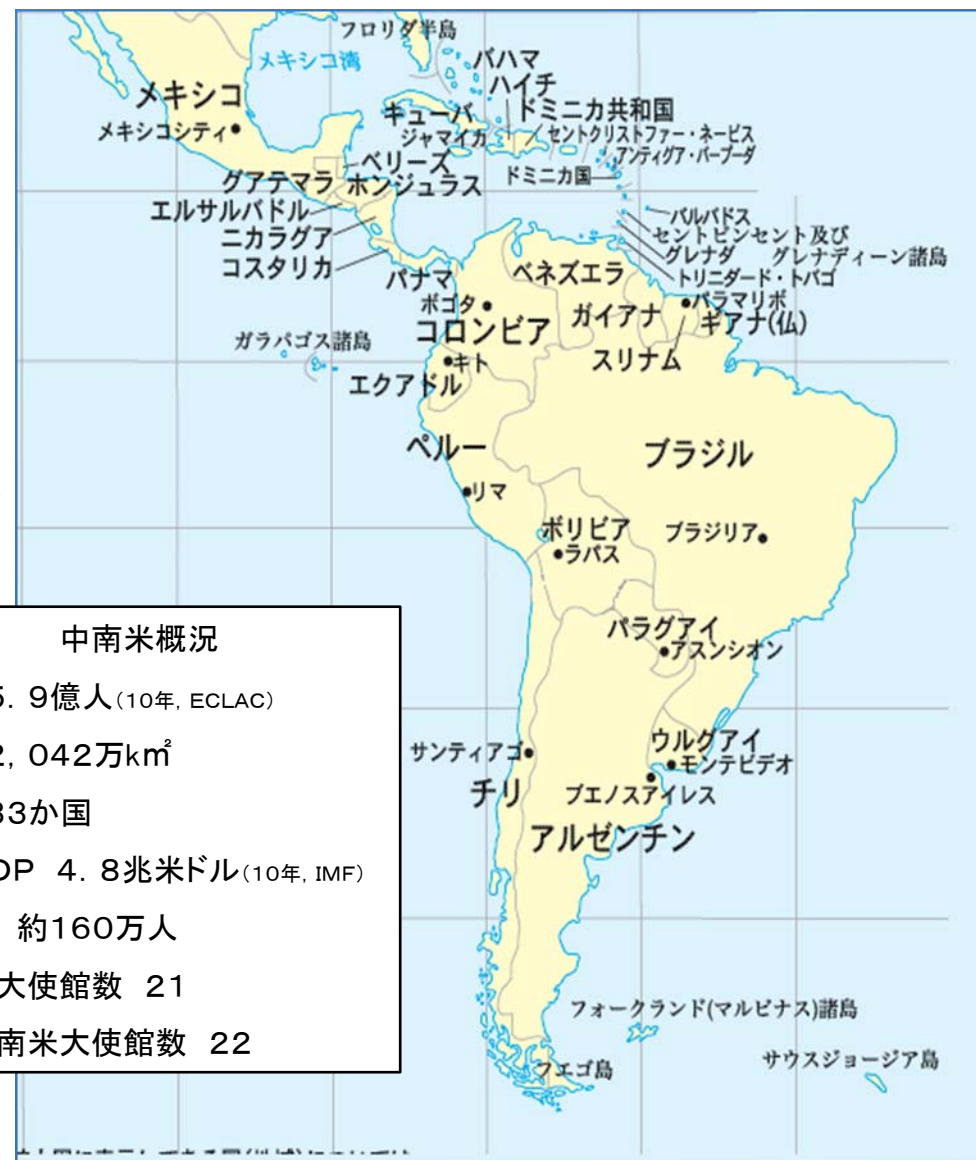 フロリダ半島
メキシコ湾
バハマ
ハイチ
メキシコ
キューバ
ドミニカ共和国
メキシコシティ
ジャマイカ
セントクリストファー・ネービス
アンティグア・バーブーダ
ベリーズ
ドミニカ国
グアテマラ
ホンジュラス
エルサルバドル
バルバドス
ニカラグア
セントビンセント及び
グレナディーン諸島
コスタリカ
グレナダ
トリニダード・トバゴ
パナマ
ベネズエラ
ボゴタ
パラマリボ
コロンビア
ガイアナ
ギアナ(仏)
ガラパゴス諸島
スリナム
キト
エクアドル
ペルー
ブラジル
リマ
ボリビア
ブラジリア
ラパス
パラグアイ
アスンシオン
サンティアゴ
ウルグアイ
モンテビデオ
チリ
ブエノスアイレス
アルゼンチン
フォークランド(マルビナス)諸島
フエゴ島
サウスジョージア島
中南米概況
5.9億人(10年, ECLAC)
2,042万k㎡
33か国
DP 4.8兆米ドル(10年, IMF)
約160万人
大使館数 21
南米大使館数 22